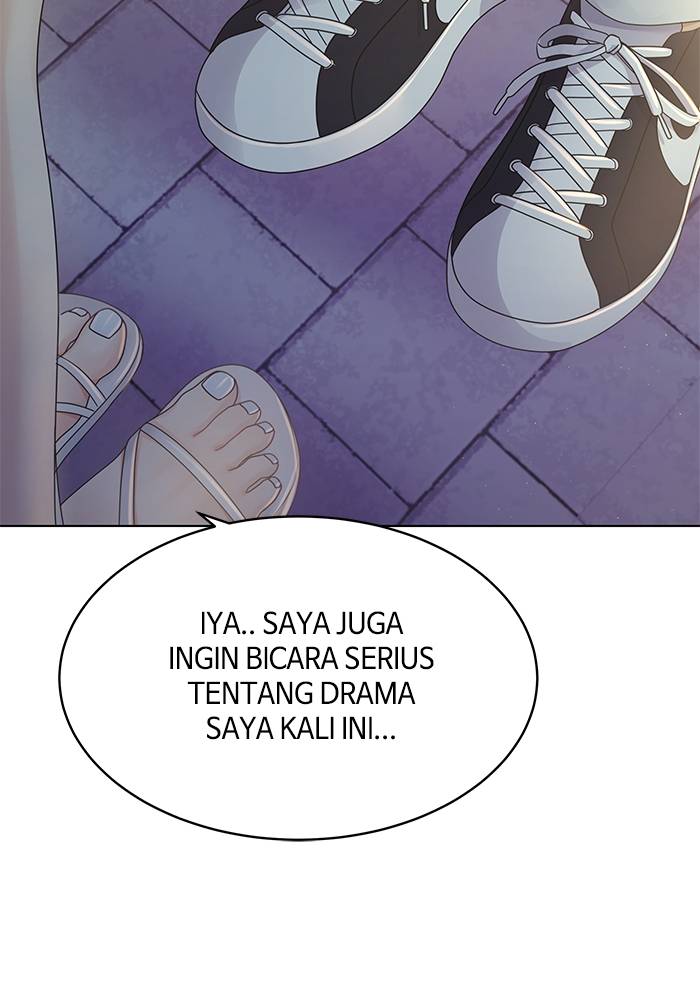 IYA.. SAYA JUGA
INGIN BICARA SERIUS
TENTANG DRAMA
SAYA KALI INI...